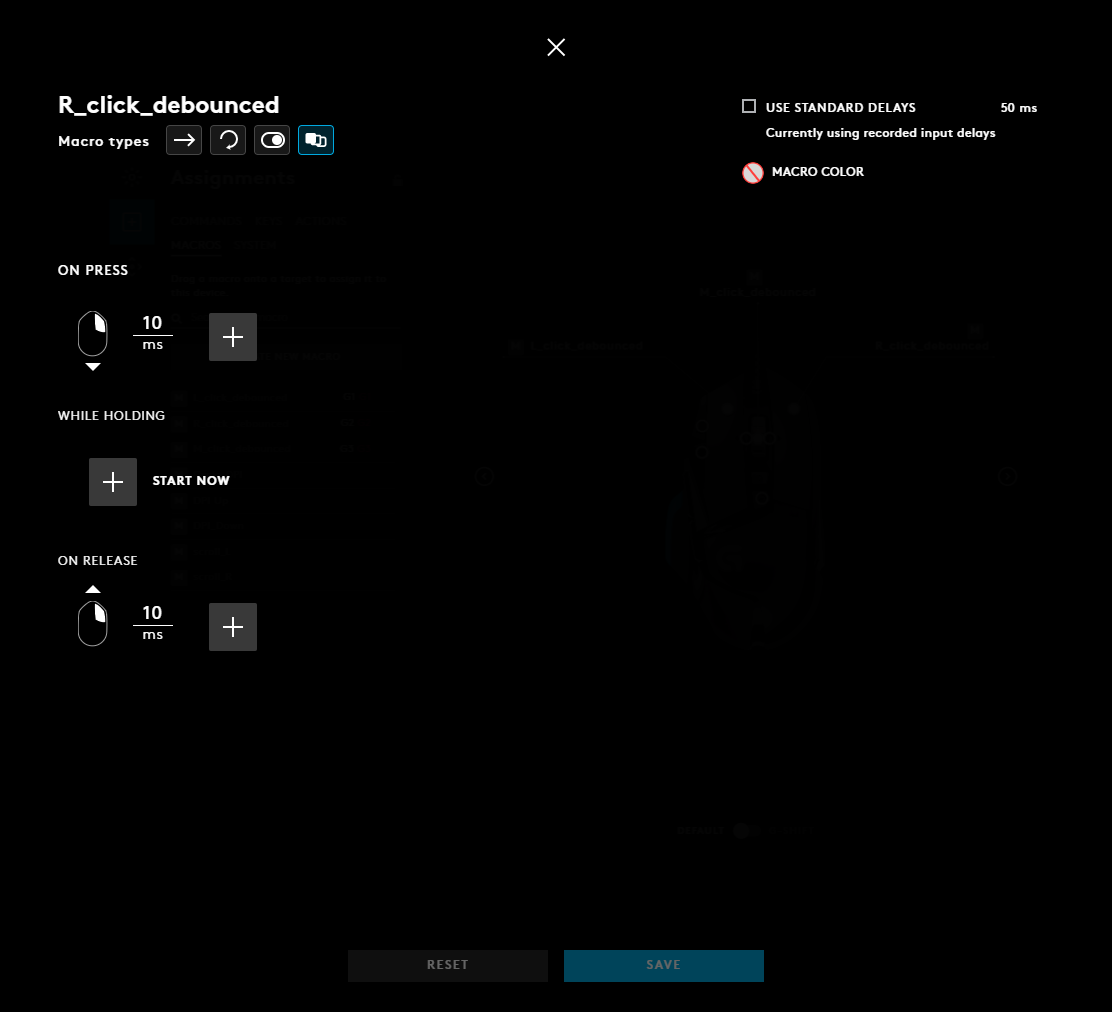 R_click_debounced
Macro types
USE STANDARD DELAYS
50 ms
Currently using recorded input delays
MACRO COLOR
Assignments
ON PRESS
10
ms
WHILE HOLDING
START NOW
ON RELEASE
10
ms
RESET
SAVE